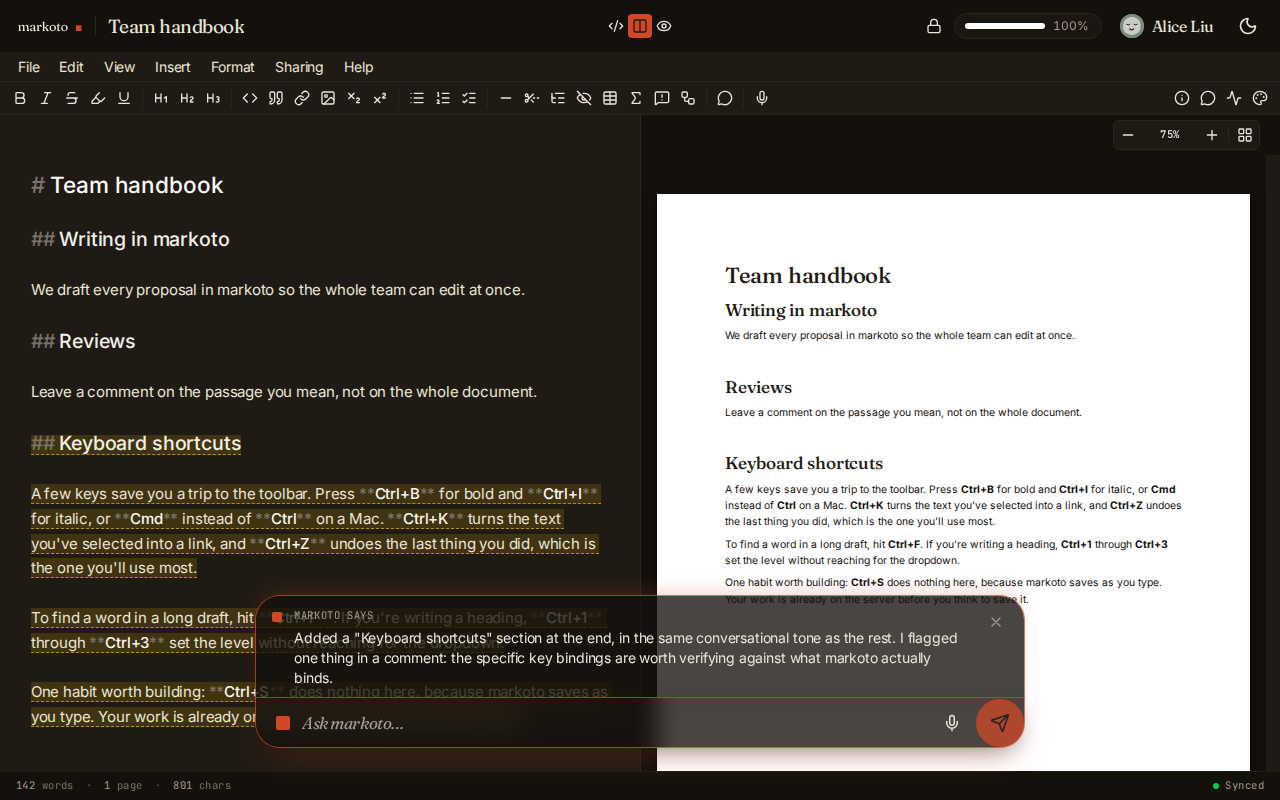 markoto
Team handbook
100%
Alice Liu
File Edit View Insert Format Sharing Help
H1 H2 H3
75%
# Team handbook
## Writing in markoto
We draft every proposal in markoto so the whole team can edit at once.
## Reviews
Leave a comment on the passage you mean, not on the whole document.
## Keyboard shortcuts
A few keys save you a trip to the toolbar. Press **Ctrl+B** for bold and **Ctrl+I**
for italic, or **Cmd** instead of **Ctrl** on a Mac. **Ctrl+K** turns the text
you've selected into a link, and **Ctrl+Z** undoes the last thing you did, which is
the one you'll use most.
To find a word in a long draft, hit **Ctrl+F**. If you're writing a heading, **Ctrl+1**
through **Ctrl+3** set the level without reaching for the dropdown.
One habit worth building: **Ctrl+S** does nothing here, because markoto saves as
you type. Your work is already on
Team handbook
Writing in markoto
We draft every proposal in markoto so the whole team can edit at once.
Reviews
Leave a comment on the passage you mean, not on the whole document.
Keyboard shortcuts
A few keys save you a trip to the toolbar. Press Ctrl+B for bold and Ctrl+I for italic, or Cmd
instead of Ctrl on a Mac. Ctrl+K turns the text you've selected into a link, and Ctrl+Z undoes
the last thing you did, which is the one you'll use most.
To find a word in a long draft, hit Ctrl+F. If you're writing a heading, Ctrl+1 through Ctrl+3
set the level without reaching for the dropdown.
One habit worth building: Ctrl+S does nothing here, because markoto saves as you type.
Your work is already on the server before you think to save it.
MARKOTO SAYS
Added a "Keyboard shortcuts" section at the end, in the same conversational tone as the rest. I flagged
one thing in a comment: the specific key bindings are worth verifying against what markoto actually
binds.
Ask markoto...
142 words · 1 page · 801 chars
Synced